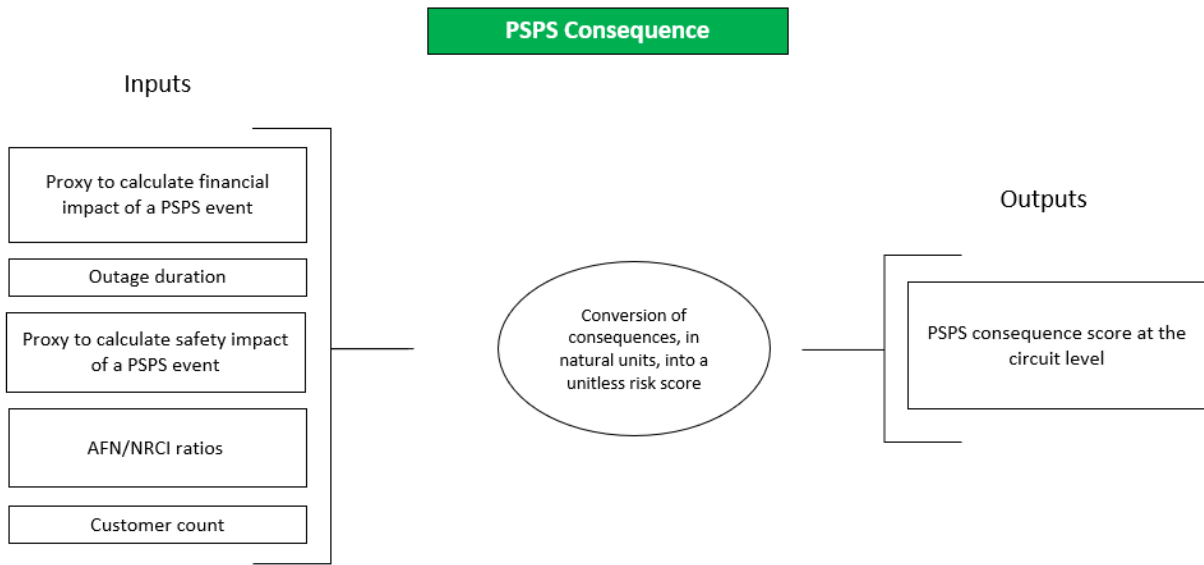 PSPS Consequence
Inputs
Proxy to calculate financial
impact of a PSPS event
Outage duration
Proxy to calculate safety impact
of a PSPS event
AFN/NRCI ratios
Customer count
Conversion of
consequences, in
natural units, into a
unitless risk score
Outputs
PSPS consequence score at the
circuit level